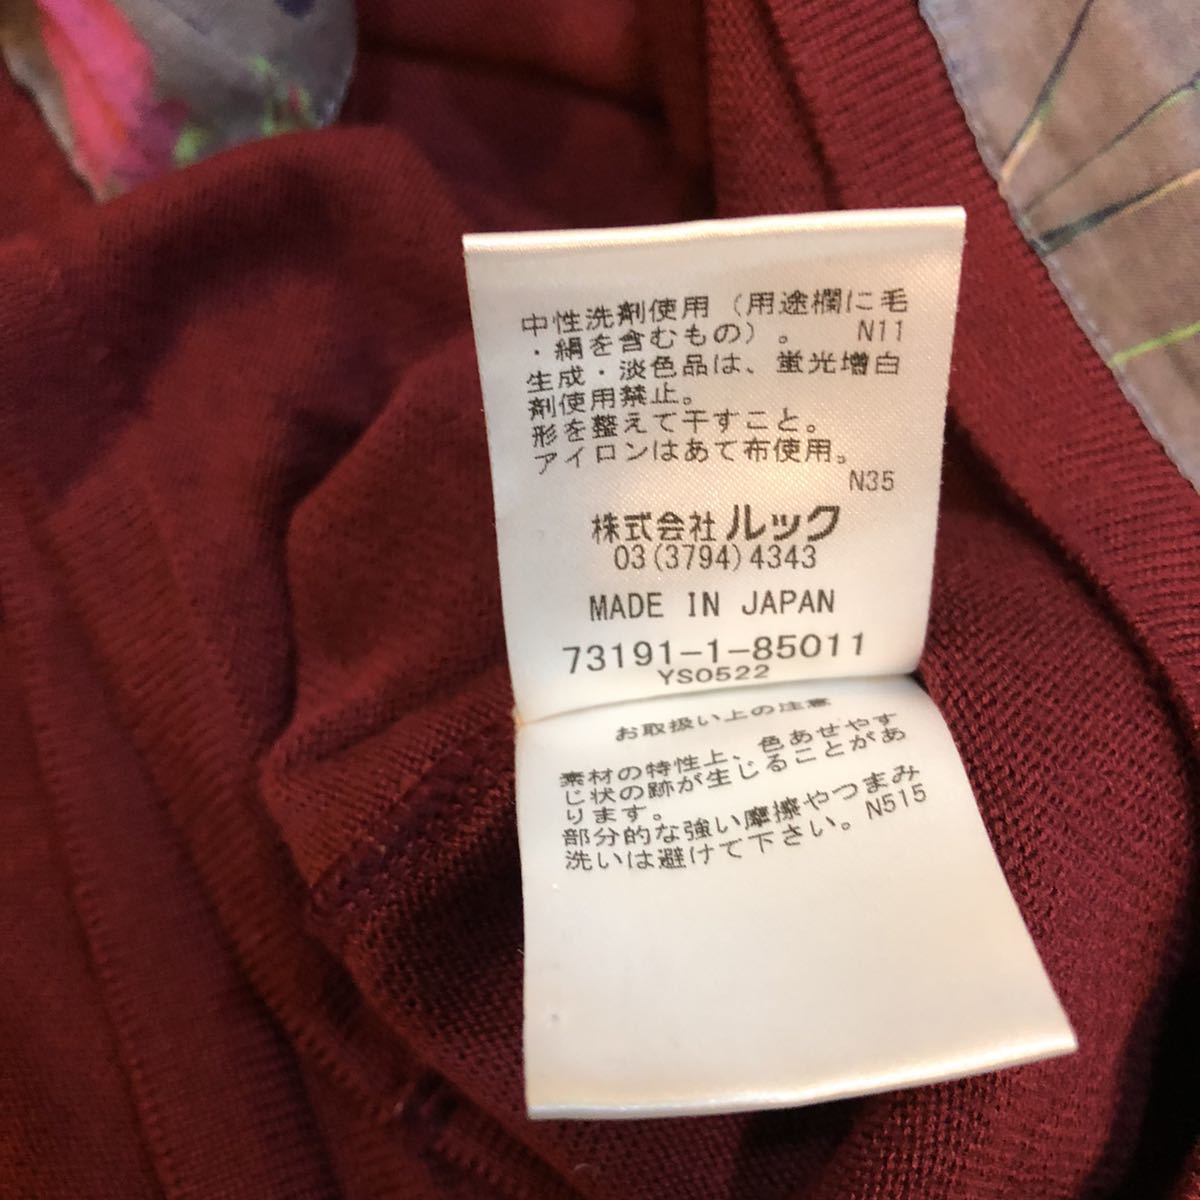 中性洗剤使用（用途欄に毛
・絹を含むもの）。 N11
生成・淡色品は、蛍光増白
剤使用禁止。
形を整えて干すこと。
アイロンはあて布使用。
N35
株式会社 ルック
03(3794)4343
MADE IN JAPAN
73191-1-85011
YS0522
お取扱い上の注意
素材の特性上、色あせやす
じ状の跡が生じることがあ
ります。
部分的な強い摩擦やつまみ
洗いは避けて下さい。N515